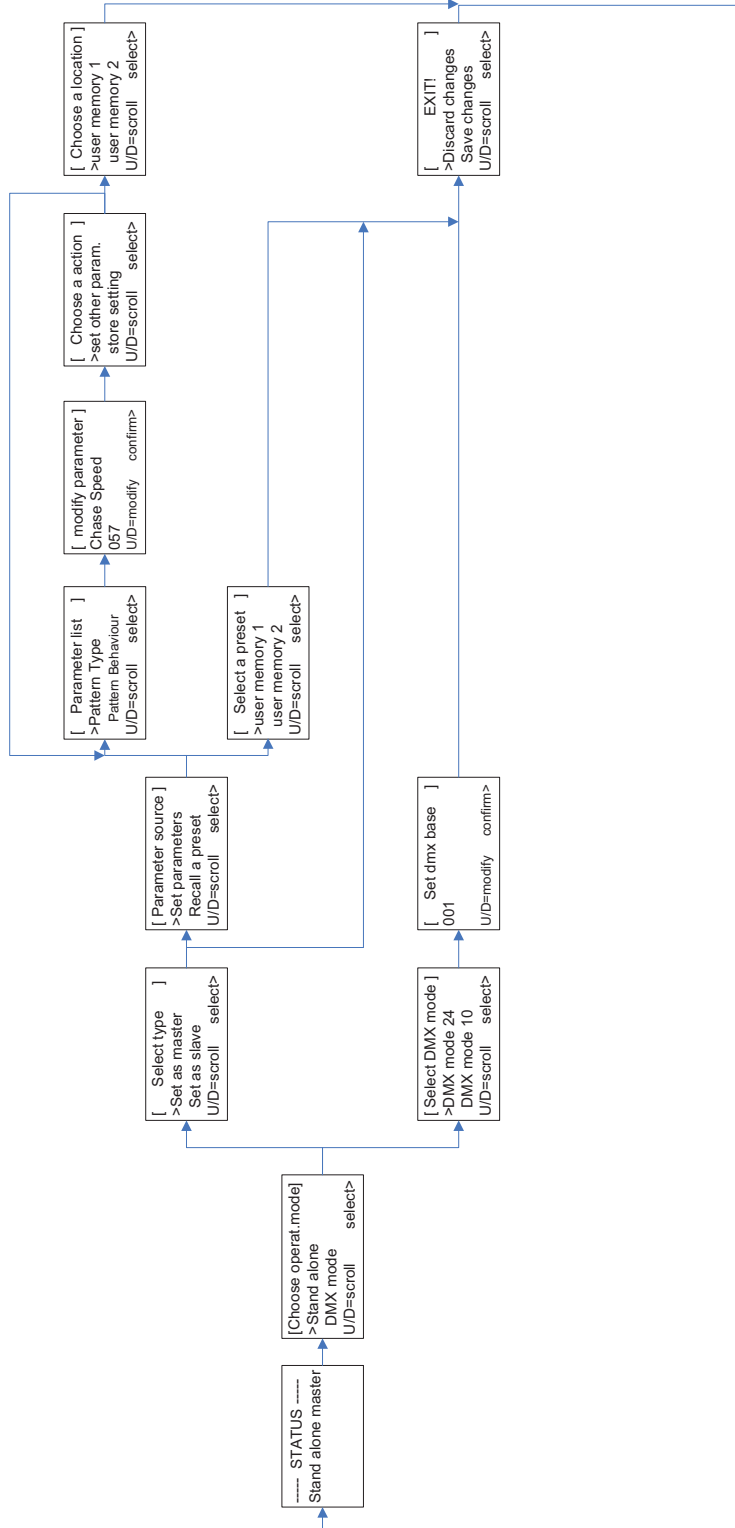 ----- STATUS -----
Stand alone master
[Choose operat.mode]
>Stand alone
DMX mode
U/D=scroll select>
[ Select type ]
>Set as master
Set as slave
U/D=scroll select>
[ Select DMX mode ]
>DMX mode 24
DMX mode 10
U/D=scroll select>
[ Parameter source ]
>Set parameters
Recall a preset
U/D=scroll select>
[ Set dmx base ]
001
U/D=modify confirm>
[ Parameter list ]
>Pattern Type
Pattern Behaviour
U/D=scroll select>
[ Select a preset ]
>user memory 1
user memory 2
U/D=scroll select>
[ modify parameter ]
Chase Speed
057
U/D=modify confirm>
[ Choose a action ]
>set other param.
store setting
U/D=scroll select>
[ Choose a location ]
>user memory 1
user memory 2
U/D=scroll select>
[ EXIT! ]
>Discard changes
Save changes
U/D=scroll select>